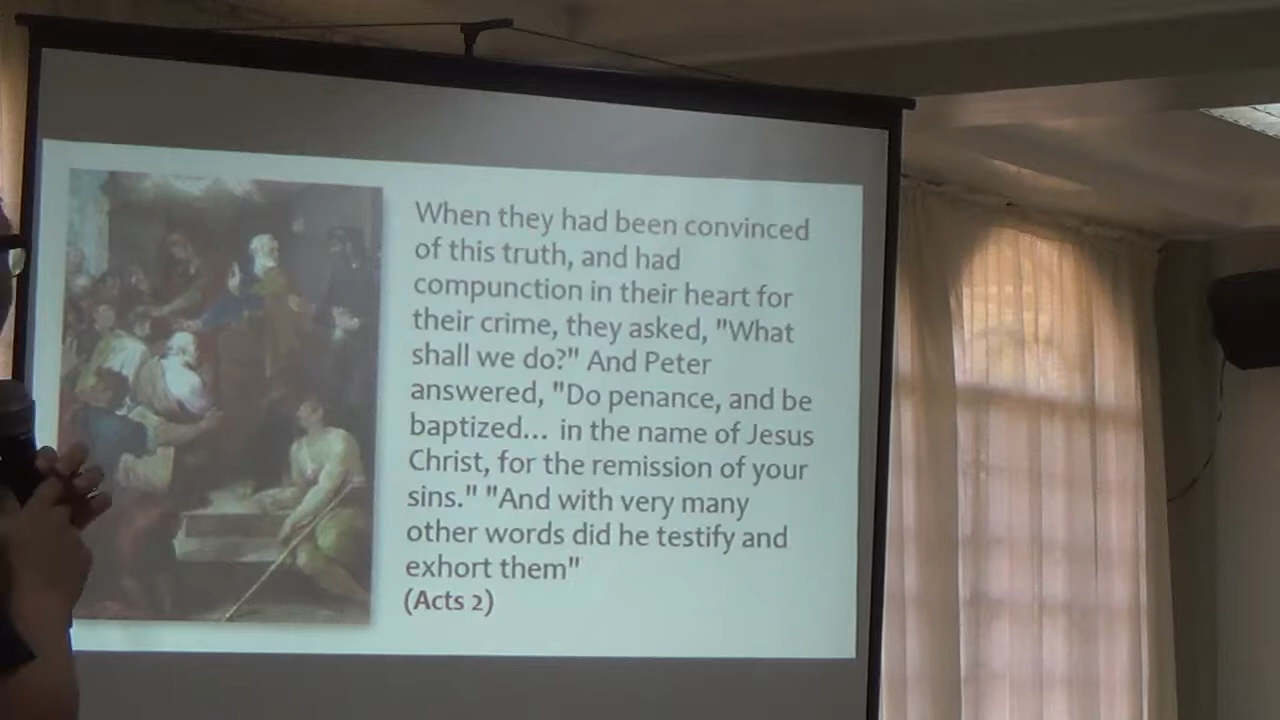 When they had been convinced
of this truth, and had
compunction in their heart for
their crime, they asked, "What
shall we do?" And Peter
answered, "Do penance, and be
baptized... in the name of Jesus
Christ, for the remission of your
sins." "And with very many
other words did he testify and
exhort them"
(Acts 2)